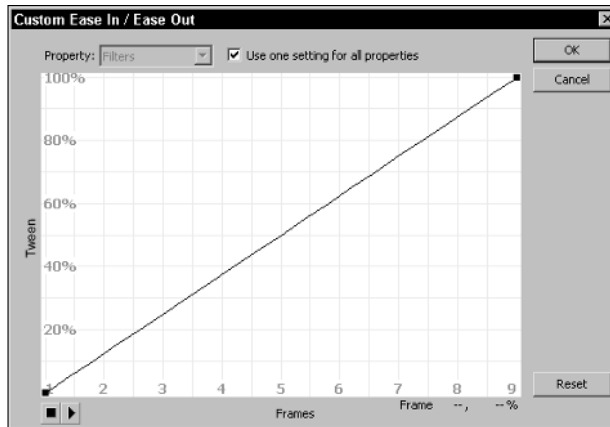 Custom Ease In / Ease Out
Property: Filters Use one setting for all properties
OK
Cancel
100%
80%
60%
40%
20%
Tween
1 2 3 4 5 6 7 8 9
Frames
Frame --, --%
Reset